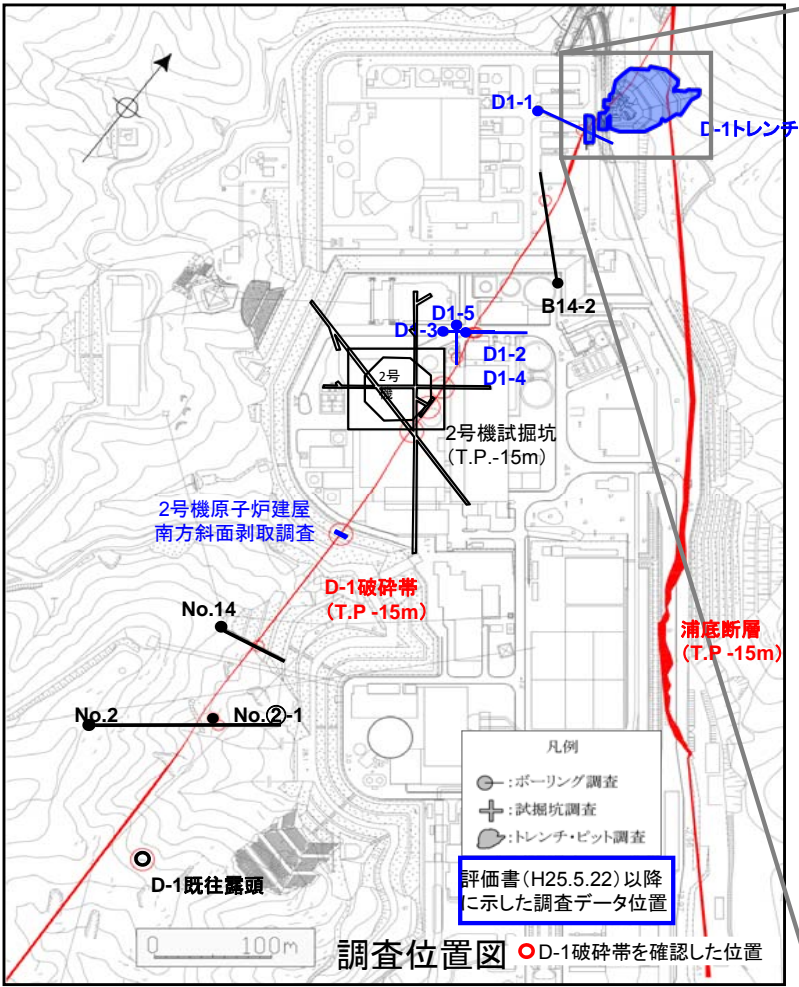 D1-1
D-1トレンチ
B14-2
D1-5
D1-3
D1-2
D1-4
2号
機
2号機試掘坑
(T.P.-15m)
2号機原子炉建屋
南方斜面剥取調査
D-1破砕帯
(T.P -15m)
浦底断層
(T.P -15m)
No.14
No.2
No.②-1
D-1既往露頭
凡例
:ボーリング調査
:試掘坑調査
:トレンチ・ピット調査
評価書(H25.5.22)以降
に示した調査データ位置
0 100m
調査位置図
D-1破砕帯を確認した位置